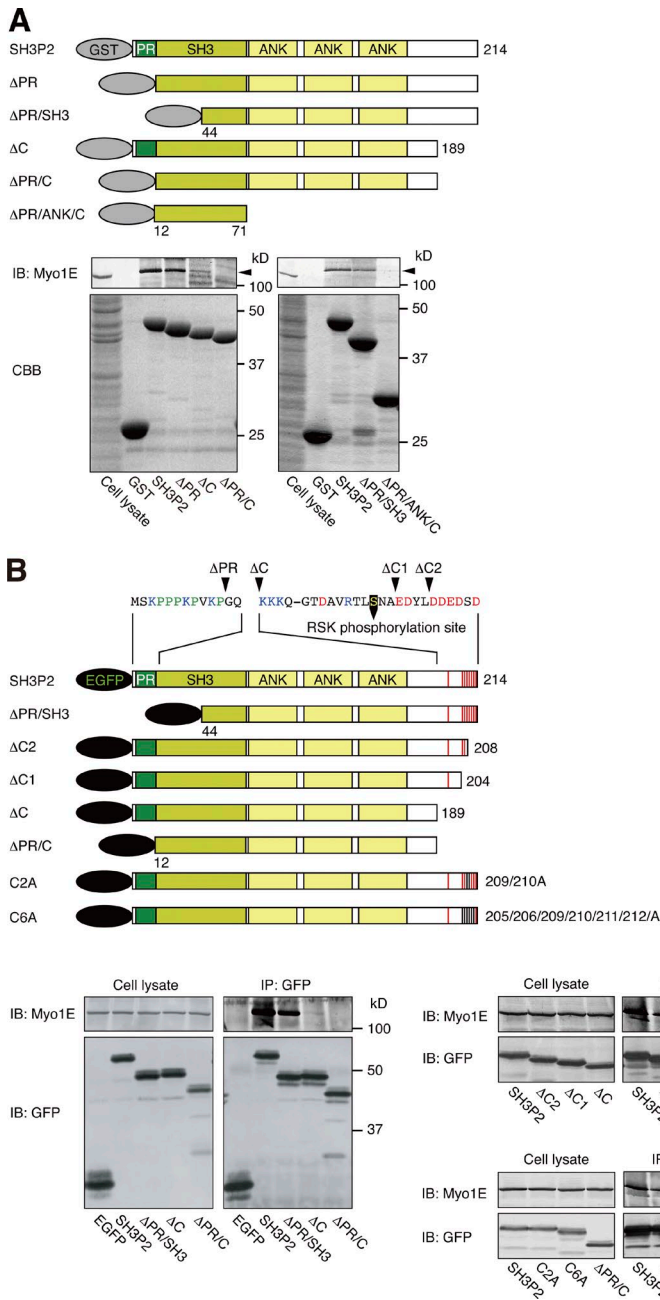 A
SH3P2 GST PR SH3 ANK ANK ANK 214
ΔPR
ΔPR/SH3
44
ΔC 189
ΔPR/C
ΔPR/ANK/C
12 71
kD kD
IB: Myo1E
100 100
50 50
37 37
CBB
25 25
Cell lysate GST SH3P2 ΔPR ΔC ΔPR/C
Cell lysate GST SH3P2 ΔPR/SH3 ΔPR/ANK/C
B
ΔPR ΔC ΔC1 ΔC2
MSKPPPKPVKPGQ KKKQ-GTDAVRTLSNAEDYLDDEDSD
RSK phosphorylation site
SH3P2 EGFP PR SH3 ANK ANK ANK 214
ΔPR/SH3
44
ΔC2 208
ΔC1 204
ΔC 189
ΔPR/C
12
C2A 209/210A
C6A 205/206/209/210/211/212/A
Cell lysate IP: GFP
kD
IB: Myo1E
100
50
IB: GFP
37
EGFP SH3P2 ΔPR/SH3 ΔC ΔPR/C
EGFP SH3P2 ΔPR/SH3 ΔC ΔPR/C
Cell lysate
IB: Myo1E
IB: GFP
SH3P2 ΔC2 ΔC1 ΔC
Cell lysate IP
IB: Myo1E
IB: GFP
SH3P2 C2A C6A ΔPR/C